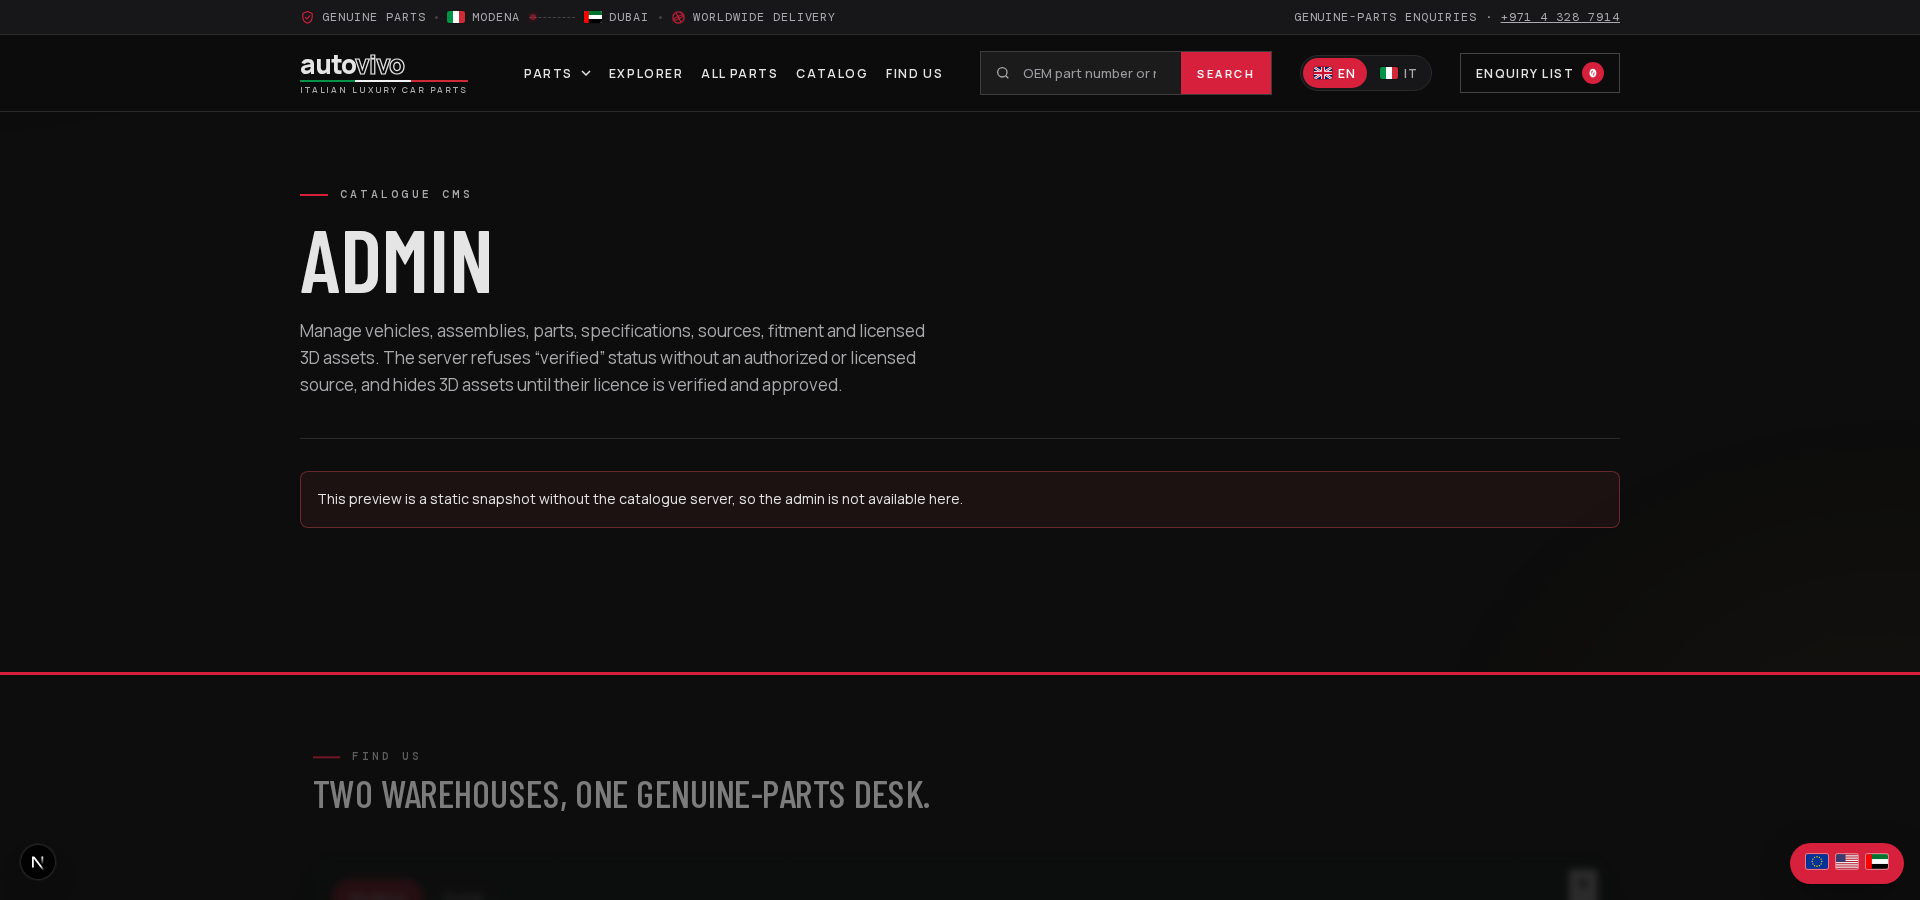 GENUINE PARTS • MODENA DUBAI • WORLDWIDE DELIVERY
GENUINE-PARTS ENQUIRIES · +971 4 328 7914
autovivo
ITALIAN LUXURY CAR PARTS
PARTS EXPLORER ALL PARTS CATALOG FIND US
OEM part number or r
SEARCH
EN IT
ENQUIRY LIST 0
CATALOGUE CMS
ADMIN
Manage vehicles, assemblies, parts, specifications, sources, fitment and licensed
3D assets. The server refuses “verified” status without an authorized or licensed
source, and hides 3D assets until their licence is verified and approved.
This preview is a static snapshot without the catalogue server, so the admin is not available here.
FIND US
TWO WAREHOUSES, ONE GENUINE-PARTS DESK.
N